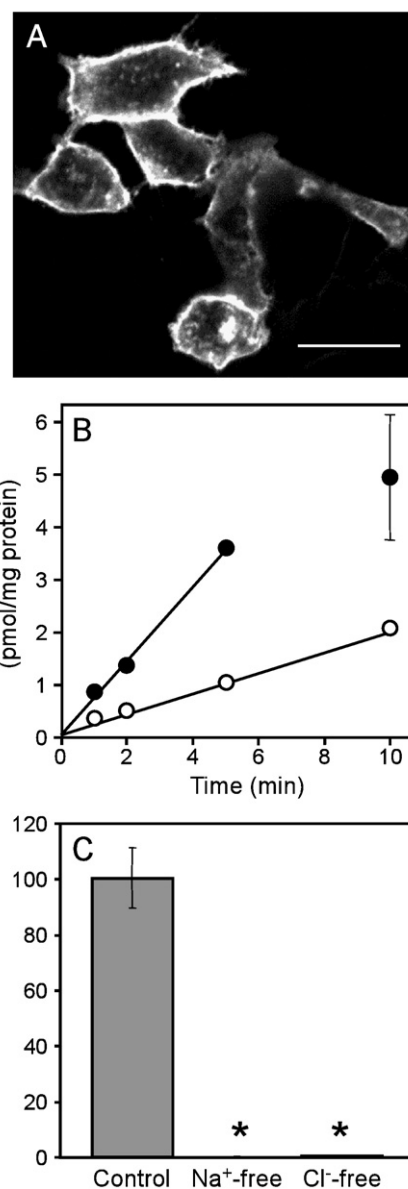 A
B
6
5
4
3
2
1
0
(pmol/mg protein)
0 2 4 6 8 10
Time (min)
C
120
100
80
60
40
20
0
* *
Control Na⁺-free Cl⁻-free